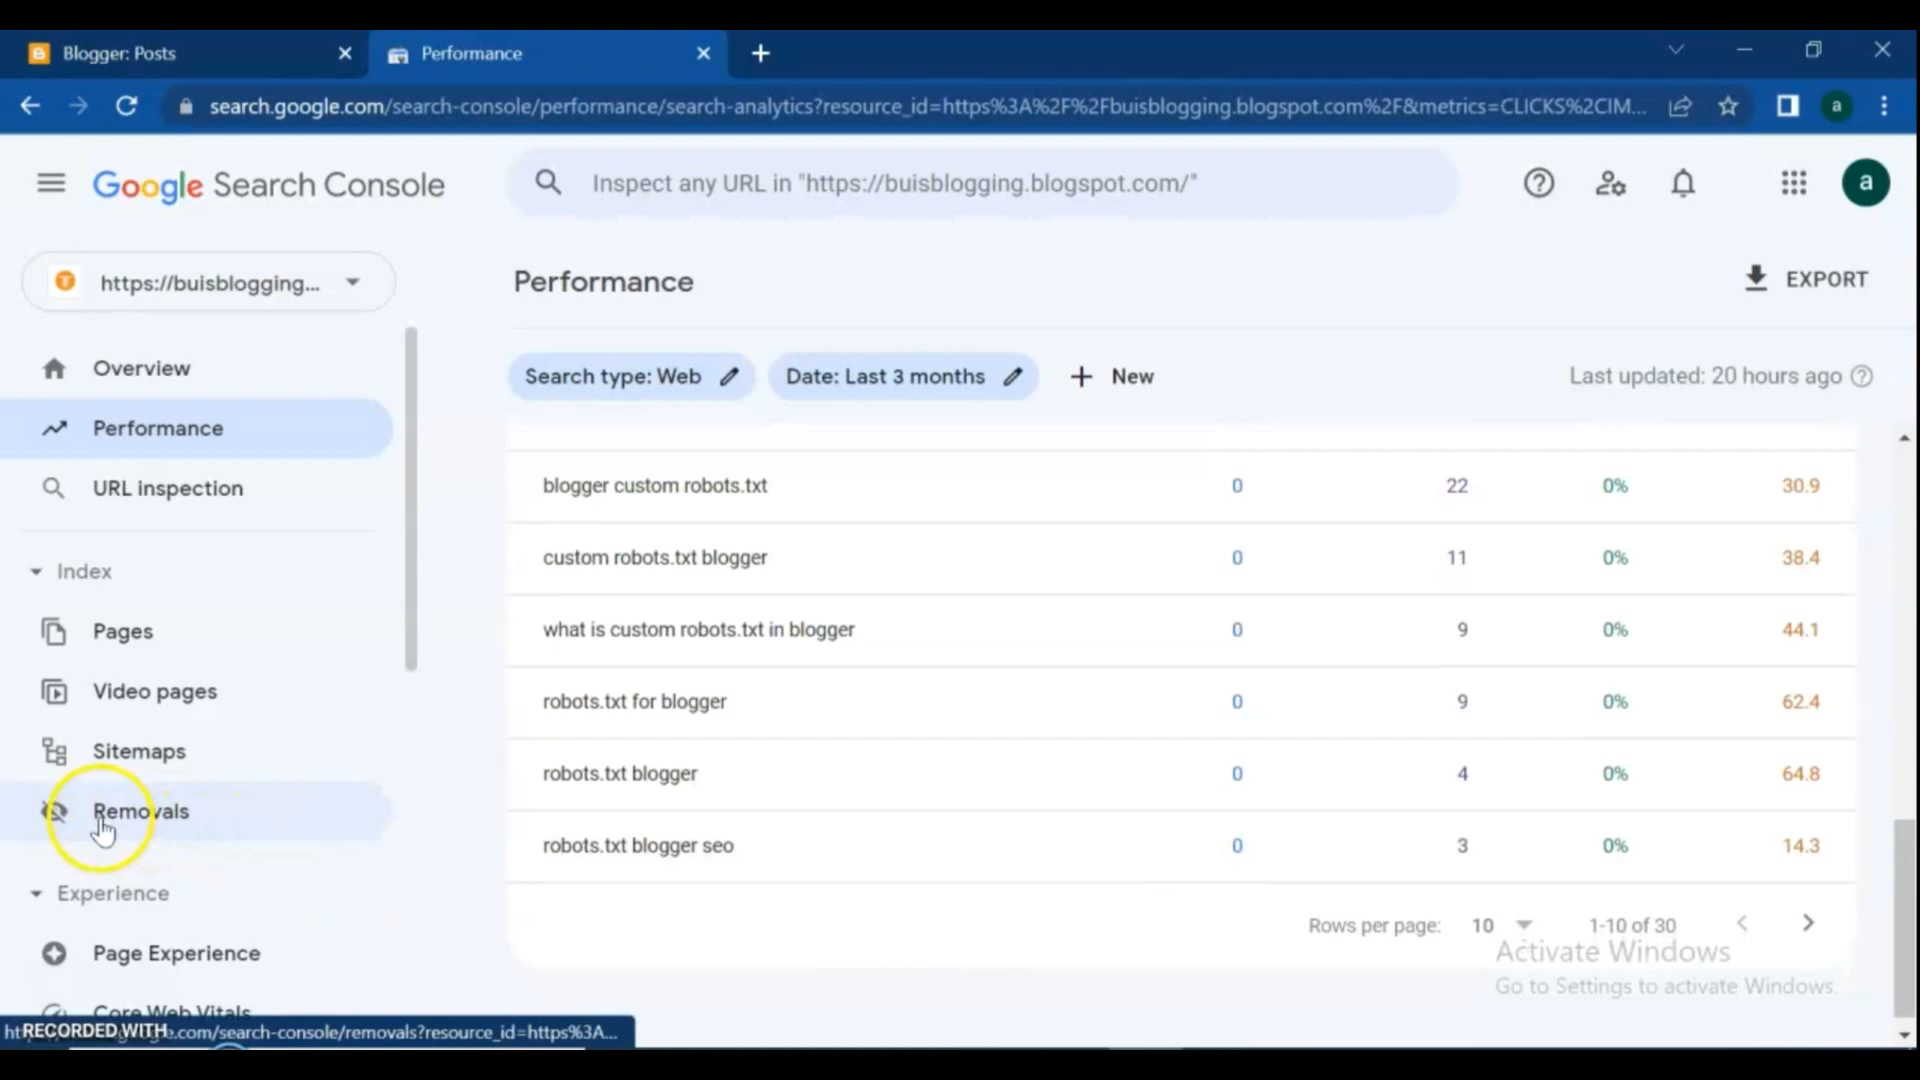 Blogger: Posts
Performance
search.google.com/search-console/performance/search-analytics?resource_id=https%3A%2F%2Fbuisblogging.blogspot.com%2F&metrics=CLICKS%2CIM...
a
Google Search Console
Inspect any URL in "https://buisblogging.blogspot.com/"
a
https://buisblogging...
Performance
EXPORT
Overview
Search type: Web
Date: Last 3 months
New
Last updated: 20 hours ago
Performance
URL inspection
blogger custom robots.txt 0 22 0% 30.9
custom robots.txt blogger 0 11 0% 38.4
Index
Pages
what is custom robots.txt in blogger 0 9 0% 44.1
Video pages
robots.txt for blogger 0 9 0% 62.4
Sitemaps
robots.txt blogger 0 4 0% 64.8
Removals
robots.txt blogger seo 0 3 0% 14.3
Experience
Rows per page: 10 1-10 of 30
Page Experience
Activate Windows
Go to Settings to activate Windows.
Core Web Vitals
RECORDED WITH
.com/search-console/removals?resource_id=https%3A...